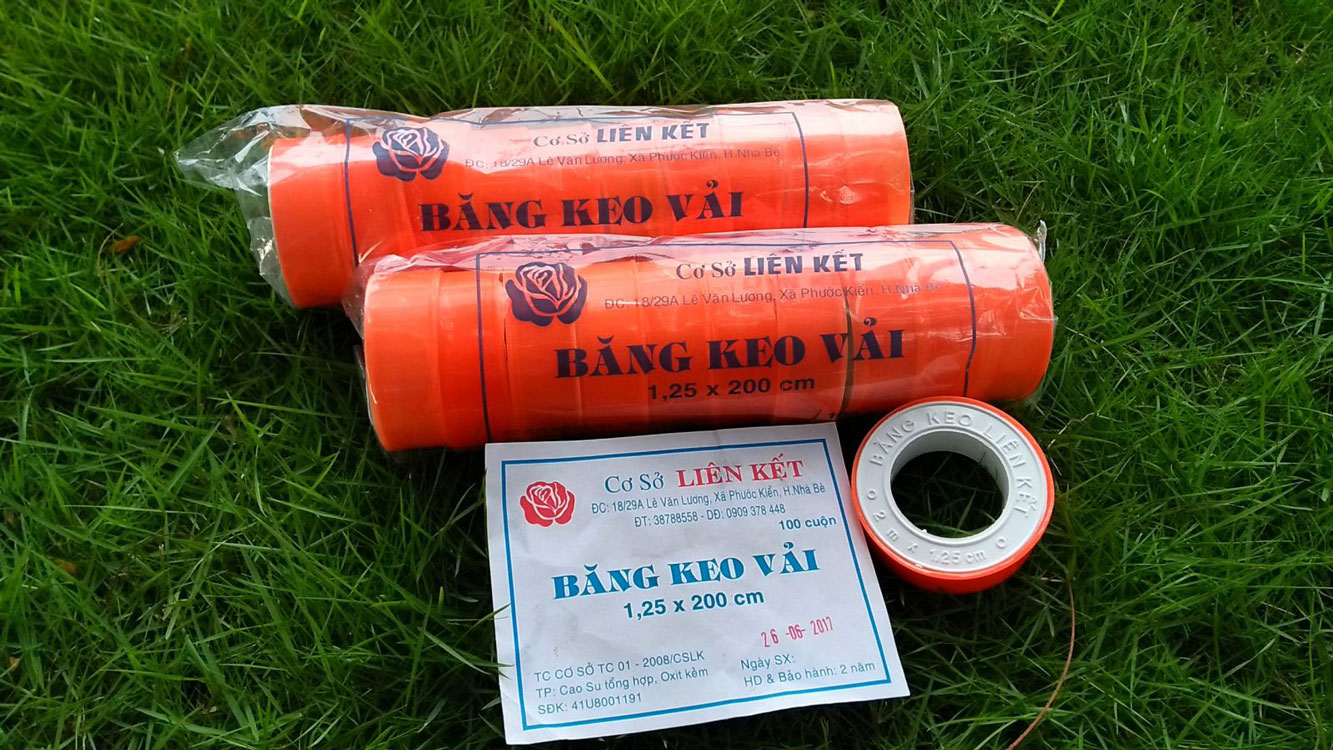 Cơ Sở LIÊN KẾT
ĐC: 18/29A Lê Văn Lương, Xã Phước Kiển, H.Nhà Bè
BĂNG KEO VẢI
Cơ Sở LIÊN KẾT
ĐC: 18/29A Lê Văn Lương, Xã Phước Kiển, H.Nhà Bè
BĂNG KEO VẢI
1,25 x 200 cm
Cơ Sở LIÊN KẾT
ĐC: 18/29A Lê Văn Lương, Xã Phước Kiển, H.Nhà Bè
ĐT: 38788558 - DĐ: 0909 378 448
100 cuộn
BĂNG KEO VẢI
1,25 x 200 cm
26 -06- 2017
TC CƠ SỞ TC 01 - 2008/CSLK
TP: Cao Su tổng hợp, Oxit kẽm
SĐK: 41U8001191
Ngày SX:
HD & Bảo hành: 2 năm
BĂNG KEO LIÊN KẾT
2 m x 1,25 cm